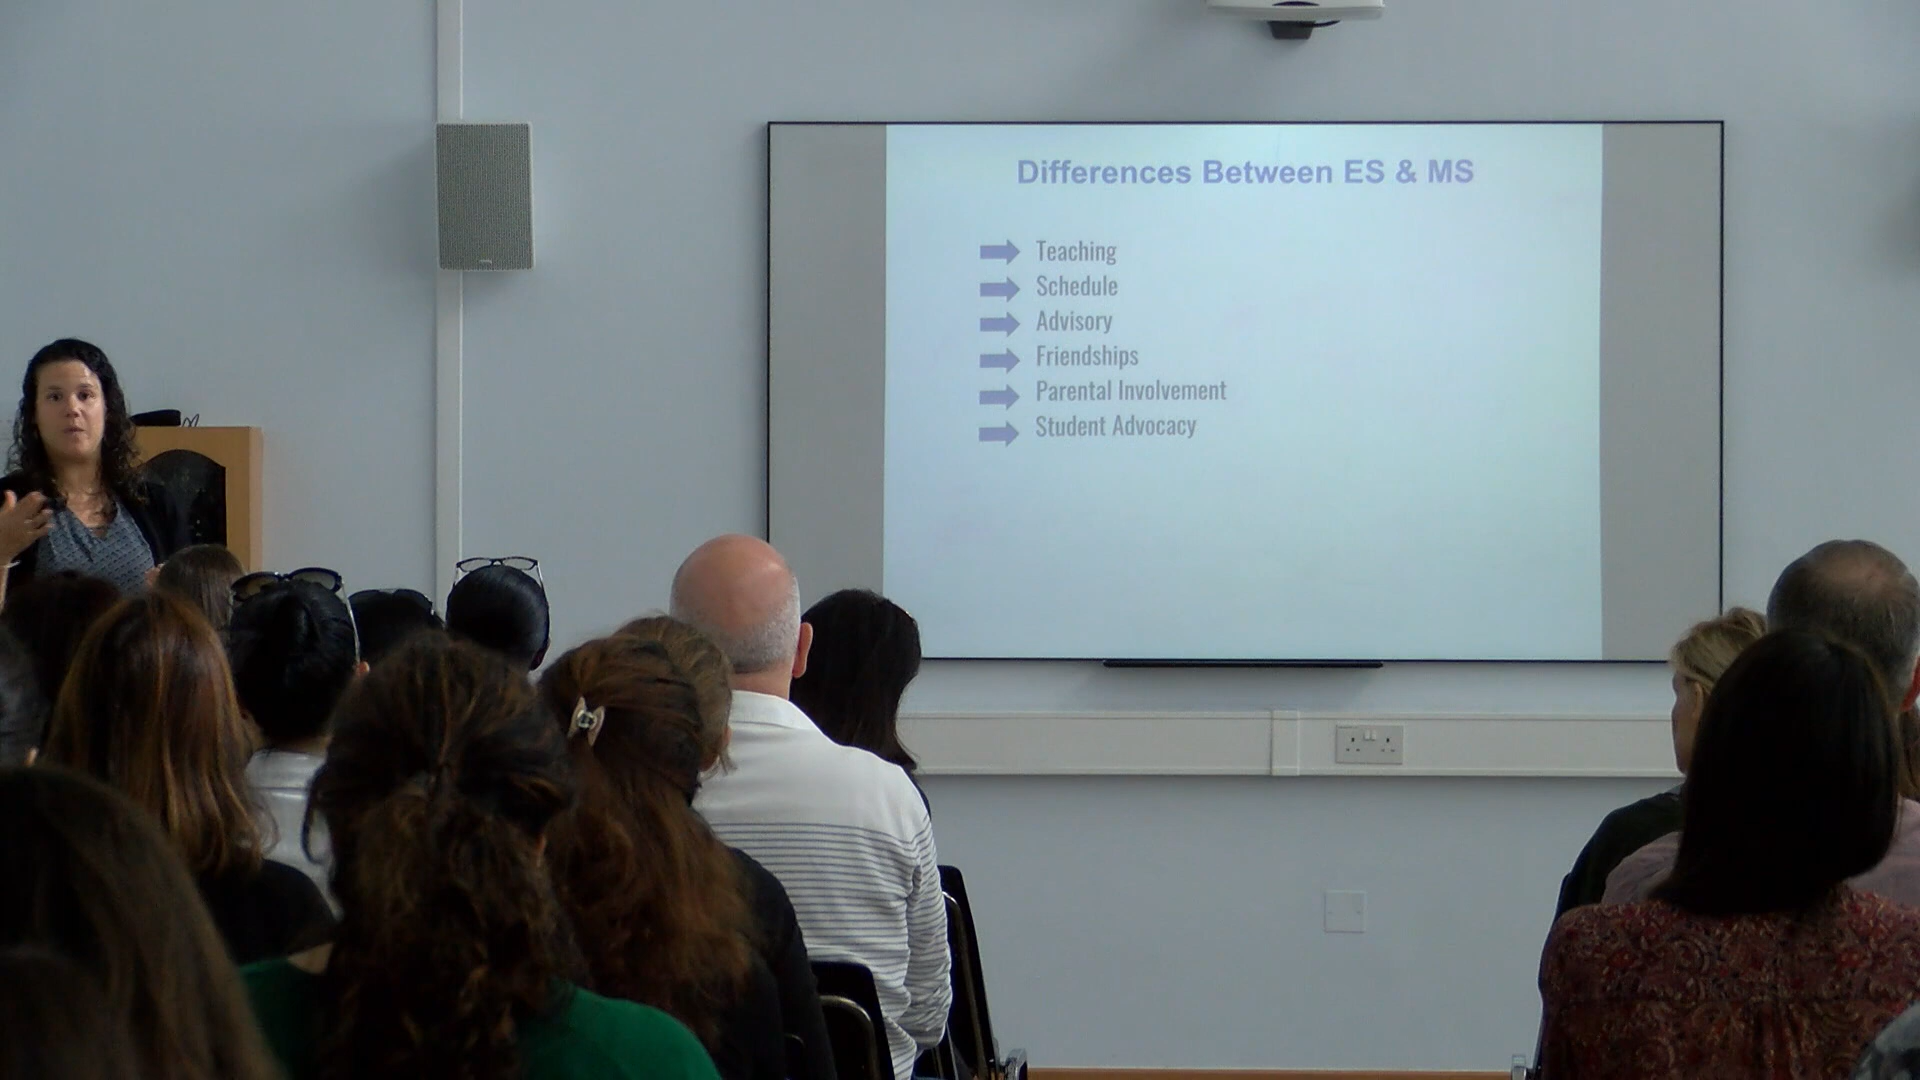 Differences Between ES & MS
Teaching
Schedule
Advisory
Friendships
Parental Involvement
Student Advocacy